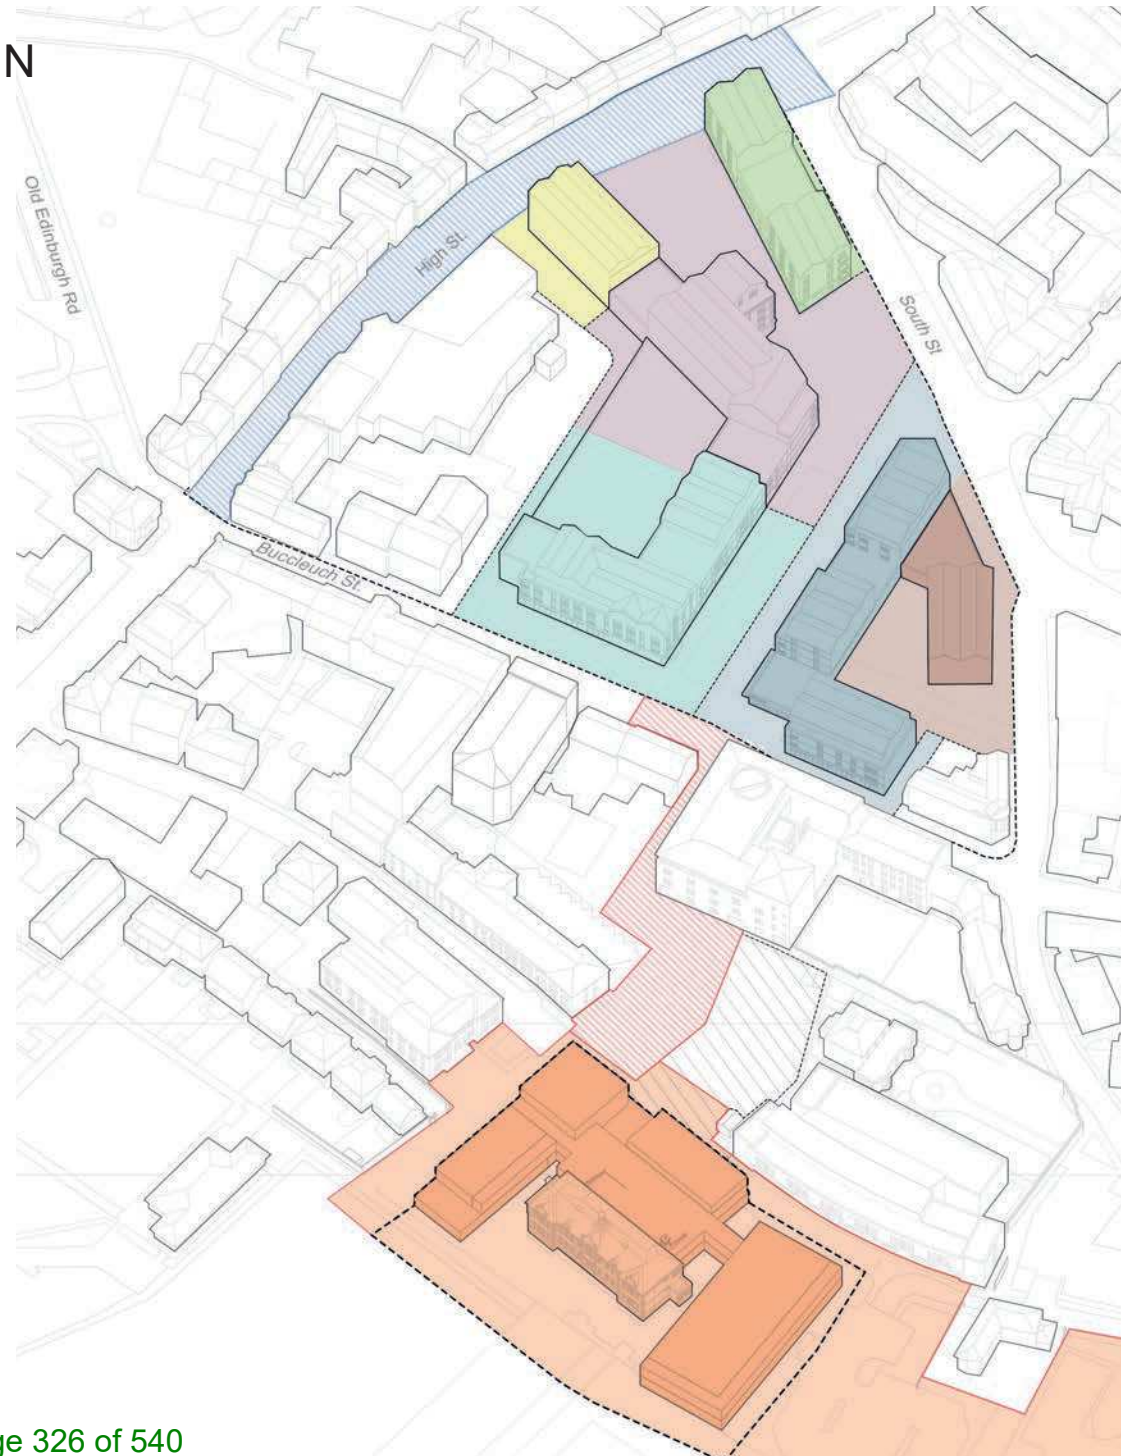 N
Old Edinburgh Rd
High St.
South St
Buccleuch St.
ge 326 of 540